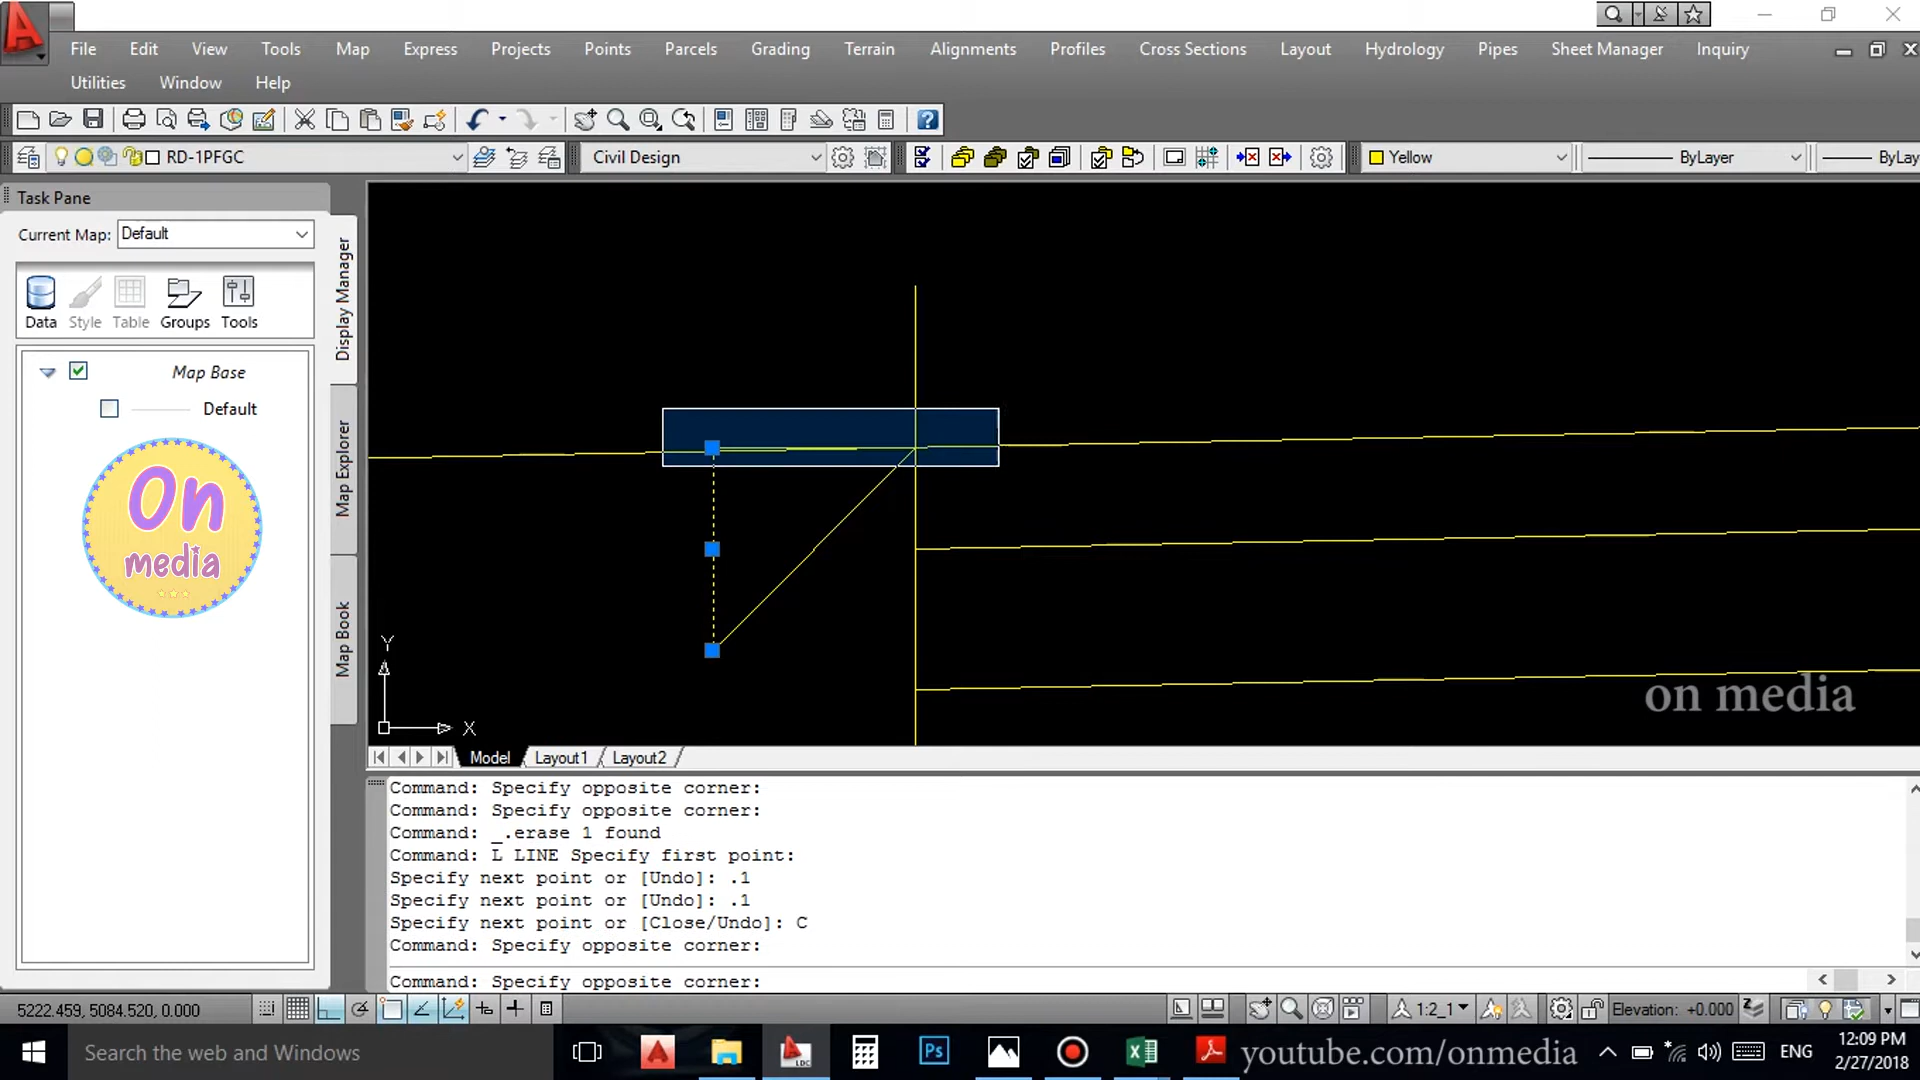 File Edit View Tools Map Express Projects Points Parcels Grading Terrain Alignments Profiles Cross Sections Layout Hydrology Pipes Sheet Manager Inquiry
Utilities Window Help
RD-1PFGC Civil Design Yellow ByLayer ByLay
Task Pane
Current Map: Default
Data Style Table Groups Tools
Map Base
Default
On
media
Display Manager
Map Explorer
Map Book
Y
X
on media
Model Layout1 Layout2
Command: Specify opposite corner:
Command: Specify opposite corner:
Command: _.erase 1 found
Command: L LINE Specify first point:
Specify next point or [Undo]: .1
Specify next point or [Undo]: .1
Specify next point or [Close/Undo]: C
Command: Specify opposite corner:
Command: Specify opposite corner:
5222.459, 5084.520, 0.000 1:2_1 Elevation: +0.000
Search the web and Windows LDC Ps youtube.com/onmedia ENG 12:09 PM
2/27/2018